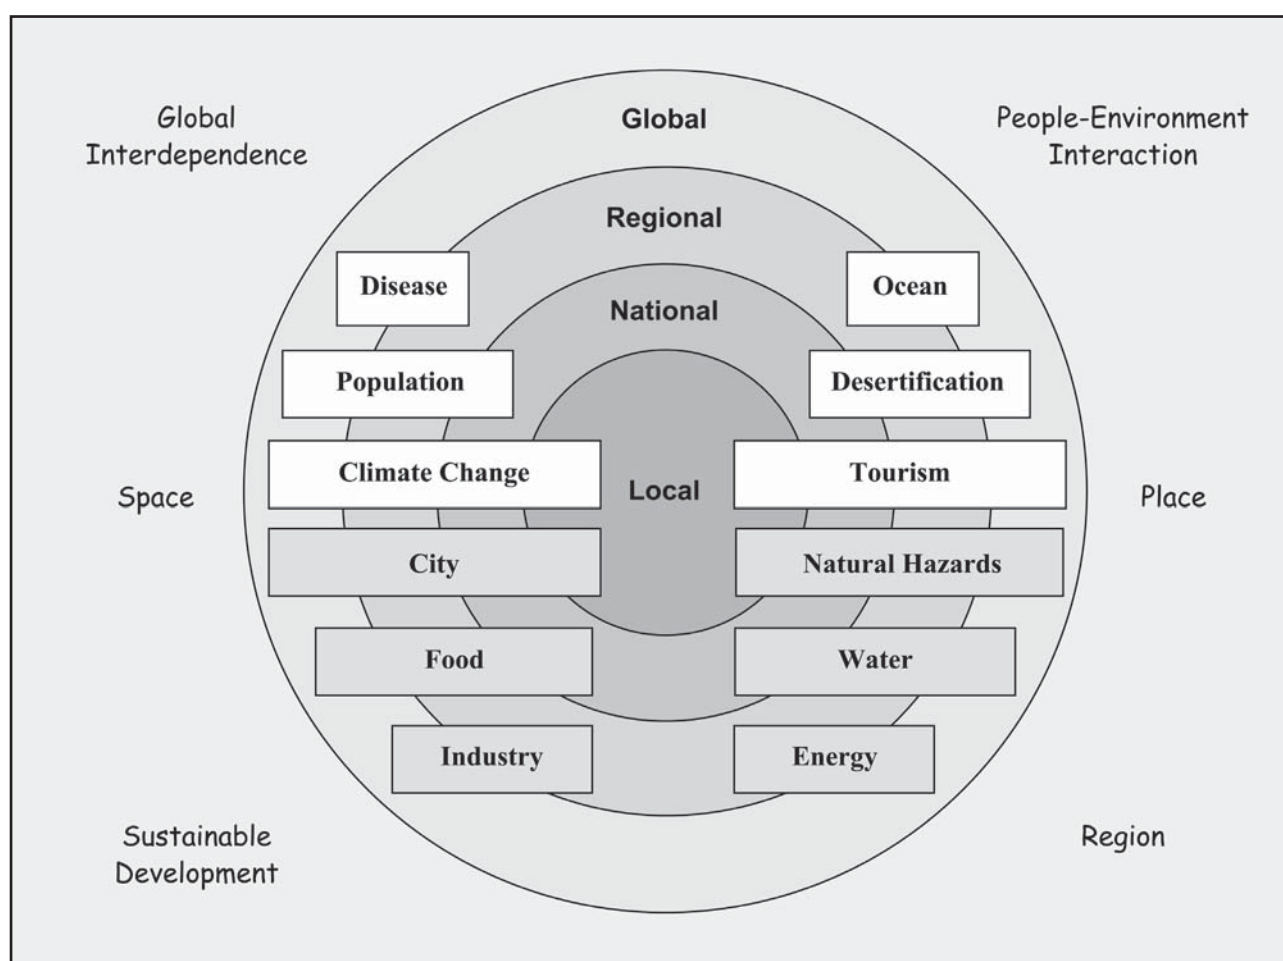 Global
Interdependence
People-Environment
Interaction
Global
Regional
National
Disease
Ocean
Population
Desertification
Climate Change
Tourism
Space
Local
Place
City
Natural Hazards
Food
Water
Industry
Energy
Sustainable
Development
Region